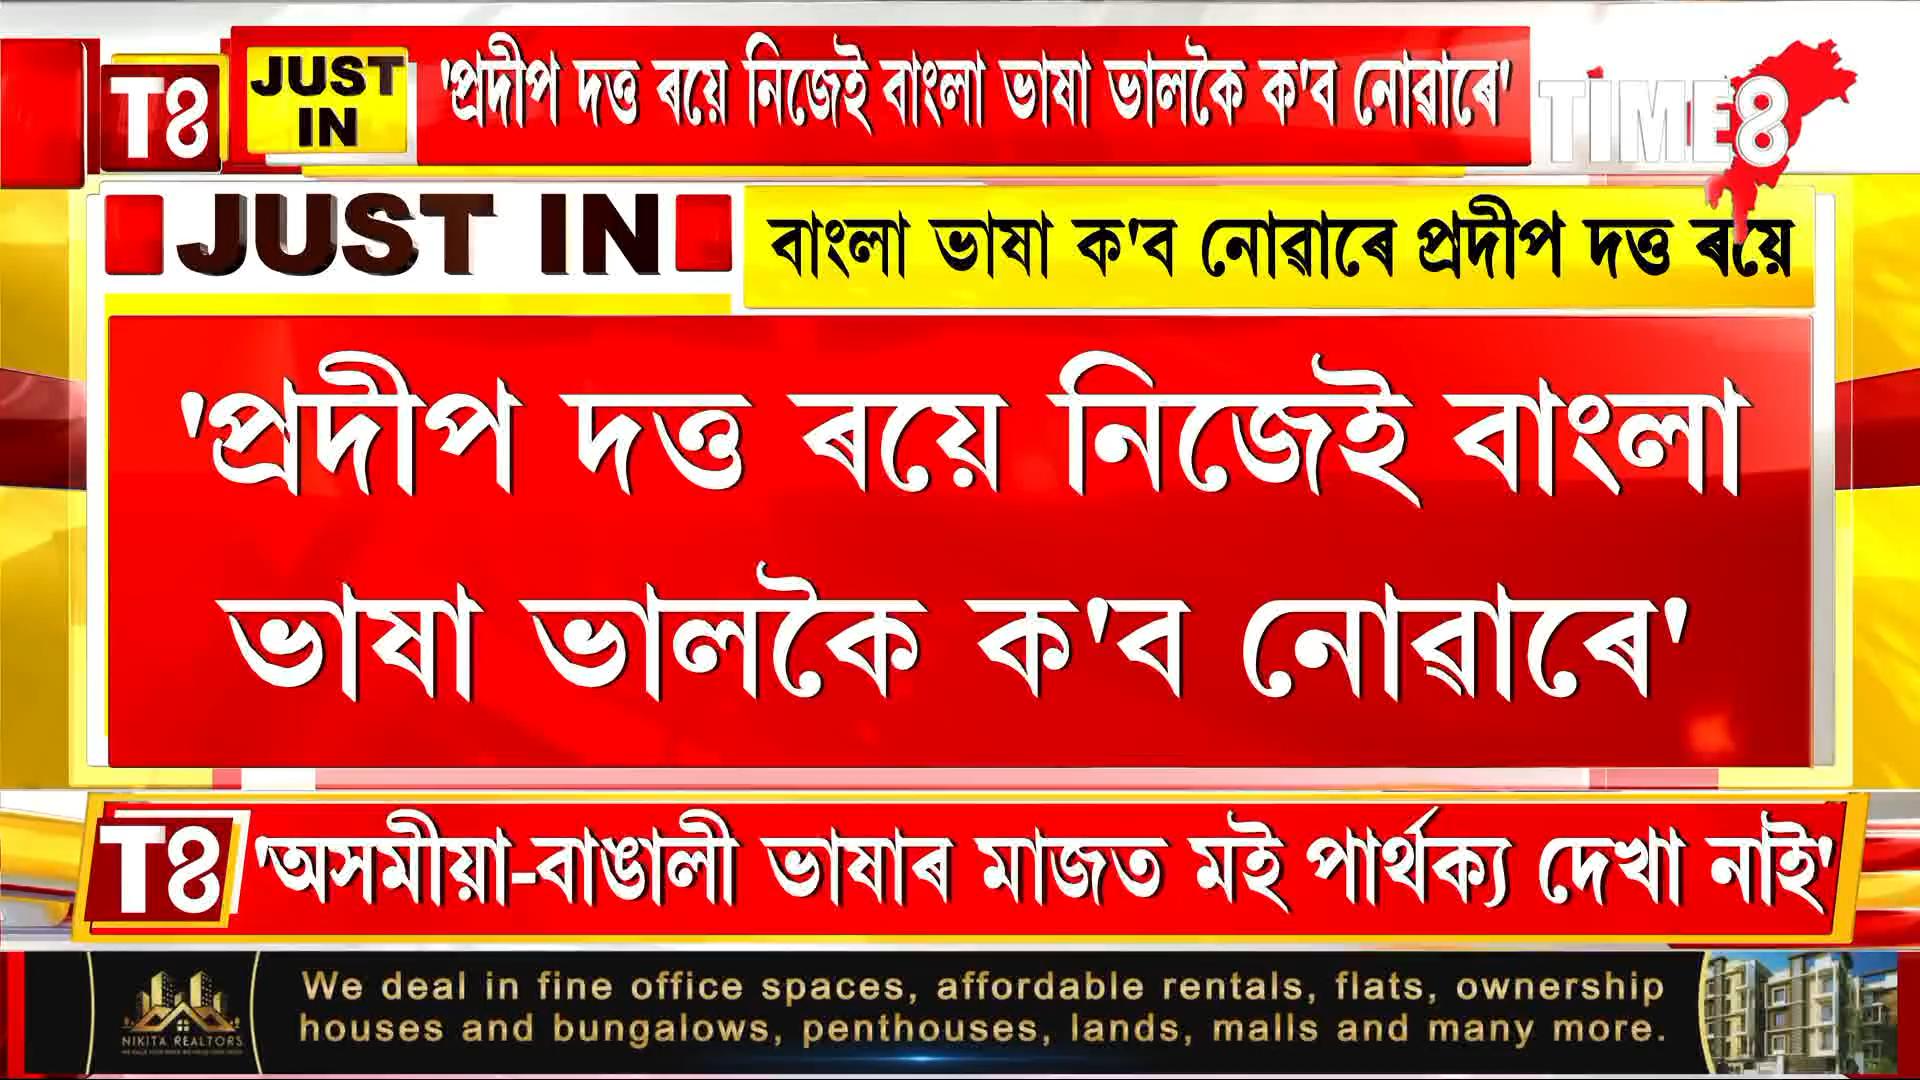 T8
JUST
IN
'প্ৰদীপ দত্ত ৰয়ে নিজেই বাংলা ভাষা ভালকৈ ক'ব নোৱাৰে'
TIME8
JUST IN
বাংলা ভাষা ক'ব নোৱাৰে প্ৰদীপ দত্ত ৰয়ে
'প্ৰদীপ দত্ত ৰয়ে নিজেই বাংলা
ভাষা ভালকৈ ক'ব নোৱাৰে'
T8
'অসমীয়া-বাঙালী ভাষাৰ মাজত মই পাৰ্থক্য দেখা নাই'
NIKITA REALTORS
We deal in fine office spaces, affordable rentals, flats, ownership
houses and bungalows, penthouses, lands, malls and many more.